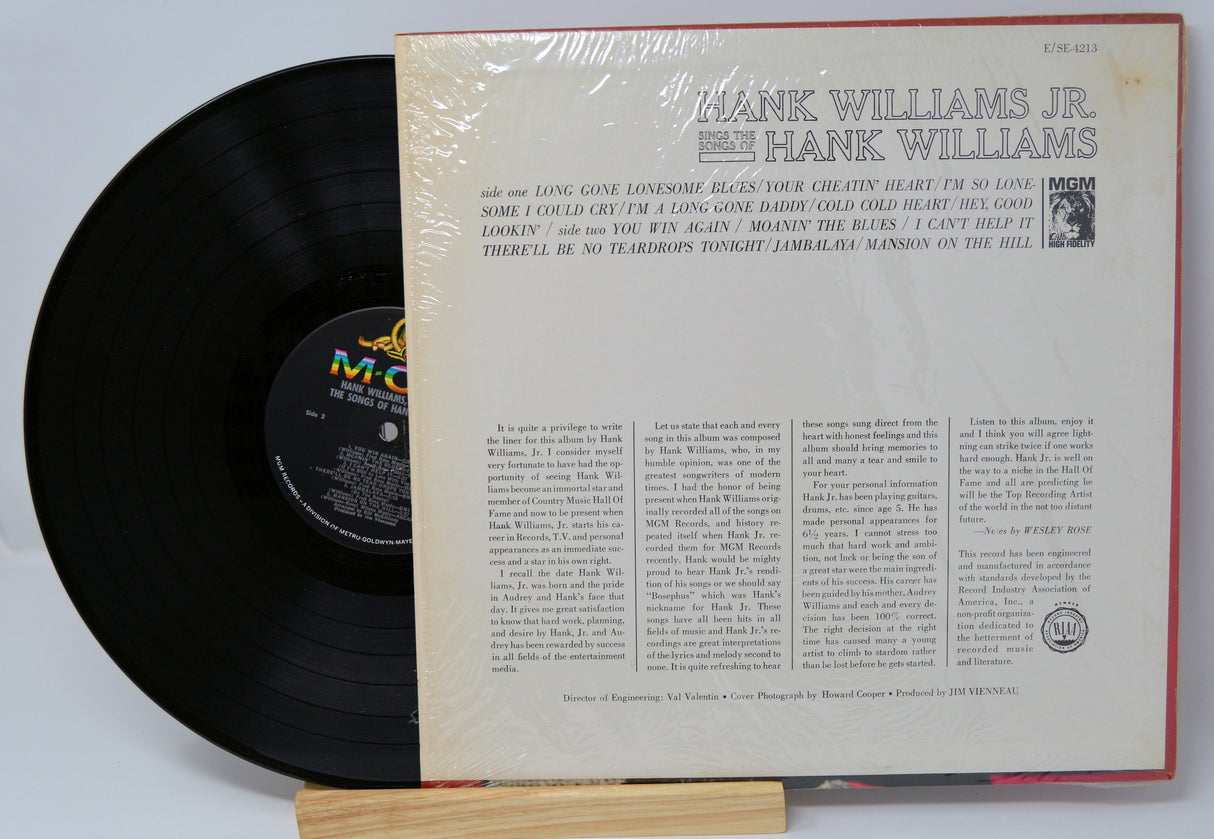 E/SE-4213
HANK WILLIAMS JR.
SINGS THE
SONGS OF
HANK WILLIAMS
side one LONG GONE LONESOME BLUES/YOUR CHEATIN' HEART/I'M SO LONE-
SOME I COULD CRY/I'M A LONG GONE DADDY/COLD COLD HEART/HEY, GOOD
LOOKIN' / side two YOU WIN AGAIN / MOANIN' THE BLUES / I CAN'T HELP IT
THERE'LL BE NO TEARDROPS TONIGHT/JAMBALAYA/MANSION ON THE HILL
MGM
HIGH FIDELITY
It is quite a privilege to write
the liner for this album by Hank
Williams, Jr. I consider myself
very fortunate to have had the op-
portunity of seeing Hank Wil-
liams become an immortal star and
member of Country Music Hall Of
Fame and now to be present when
Hank Williams, Jr. starts his ca-
reer in Records, T.V. and personal
appearances as an immediate suc-
cess and a star in his own right.
I recall the date Hank Wil-
liams, Jr. was born and the pride
in Audrey and Hank's face that
day. It gives me great satisfaction
to know that hard work, planning,
and desire by Hank, Jr. and Au-
drey has been rewarded by success
in all fields of the entertainment
media.
Let us state that each and every
song in this album was composed
by Hank Williams, who, in my
humble opinion, was one of the
greatest songwriters of modern
times. I had the honor of being
present when Hank Williams orig-
inally recorded all of the songs on
MGM Records, and history re-
peated itself when Hank Jr. re-
corded them for MGM Records
recently. Hank would be mighty
proud to hear Hank Jr.'s rendi-
tion of his songs or we should say
"Bosephus" which was Hank's
nickname for Hank Jr. These
songs have all been hits in all
fields of music and Hank Jr.'s re-
cordings are great interpretations
of the lyrics and melody second to
none. It is quite refreshing to hear
these songs sung direct from the
heart with honest feelings and this
album should bring memories to
all and many a tear and smile to
your heart.
For your personal information
Hank Jr. has been playing guitars,
drums, etc. since age 5. He has
made personal appearances for
6½ years. I cannot stress too
much that hard work and ambi-
tion, not luck or being the son of
a great star were the main ingredi-
ents of his success. His career has
been guided by his mother, Audrey
Williams and each and every de-
cision has been 100% correct.
The right decision at the right
time has caused many a young
artist to climb to stardom rather
than be lost before he gets started.
Listen to this album, enjoy it
and I think you will agree light-
ning can strike twice if one works
hard enough. Hank Jr. is well on
the way to a niche in the Hall Of
Fame and all are predicting he
will be the Top Recording Artist
of the world in the not too distant
future.
—Notes by WESLEY ROSE
This record has been engineered
and manufactured in accordance
with standards developed by the
Record Industry Association of
America, Inc., a
non-profit organiza-
tion dedicated to
the betterment of
recorded music
and literature.
MEMBER
RIAA
Director of Engineering: Val Valentin • Cover Photograph by Howard Cooper • Produced by JIM VIENNEAU
M-G
HANK WILLIAMS,
THE SONGS OF HAN
Side 2
1. YOU WIN AGAIN
MGM RECORDS – A DIVISION OF METRO-GOLDWYN-MAYE